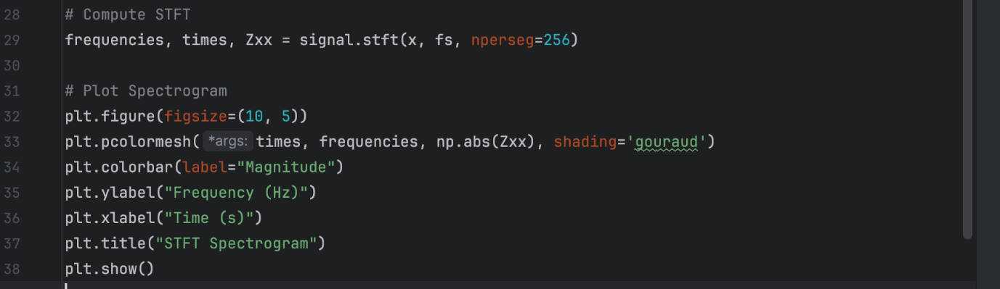 28 # Compute STFT
29 frequencies, times, Zxx = signal.stft(x, fs, nperseg=256)
30
31 # Plot Spectrogram
32 plt.figure(figsize=(10, 5))
33 plt.pcolormesh(*args: times, frequencies, np.abs(Zxx), shading='gouraud')
34 plt.colorbar(label="Magnitude")
35 plt.ylabel("Frequency (Hz)")
36 plt.xlabel("Time (s)")
37 plt.title("STFT Spectrogram")
38 plt.show()